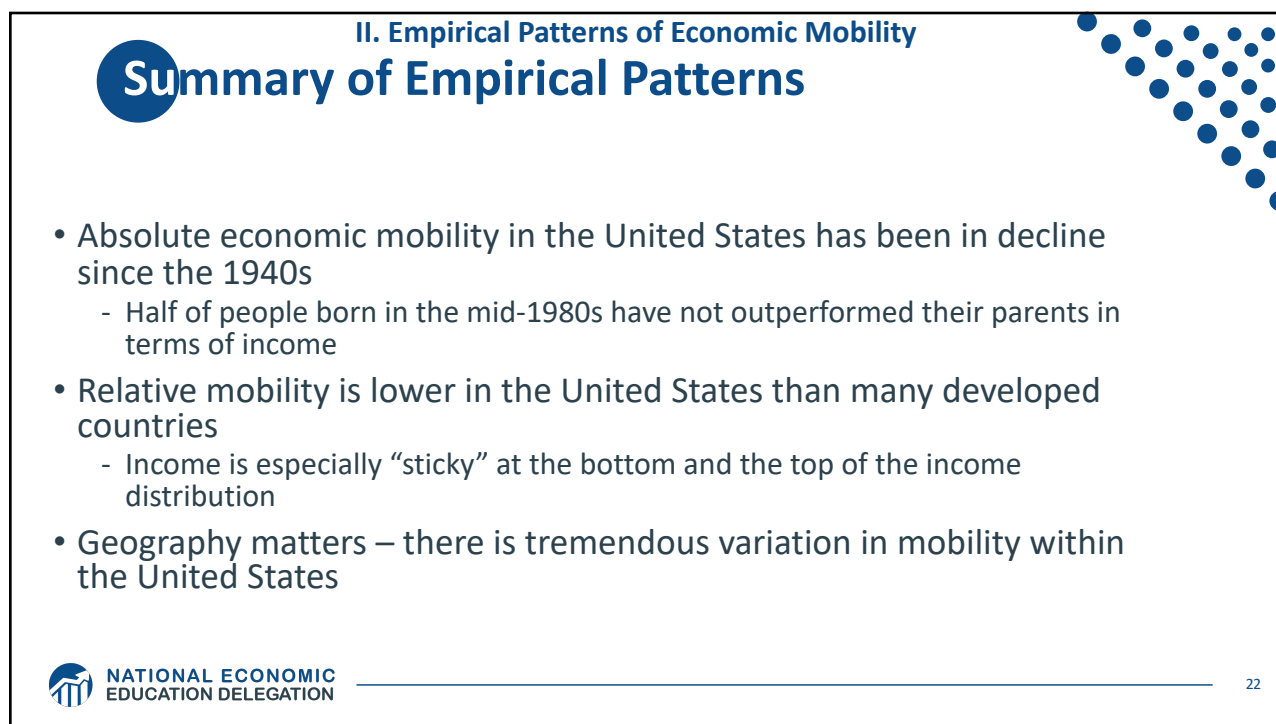 II. Empirical Patterns of Economic Mobility
Summary of Empirical Patterns
• Absolute economic mobility in the United States has been in decline
since the 1940s
- Half of people born in the mid-1980s have not outperformed their parents in
terms of income
• Relative mobility is lower in the United States than many developed
countries
- Income is especially “sticky” at the bottom and the top of the income
distribution
• Geography matters – there is tremendous variation in mobility within
the United States
NATIONAL ECONOMIC
EDUCATION DELEGATION
22